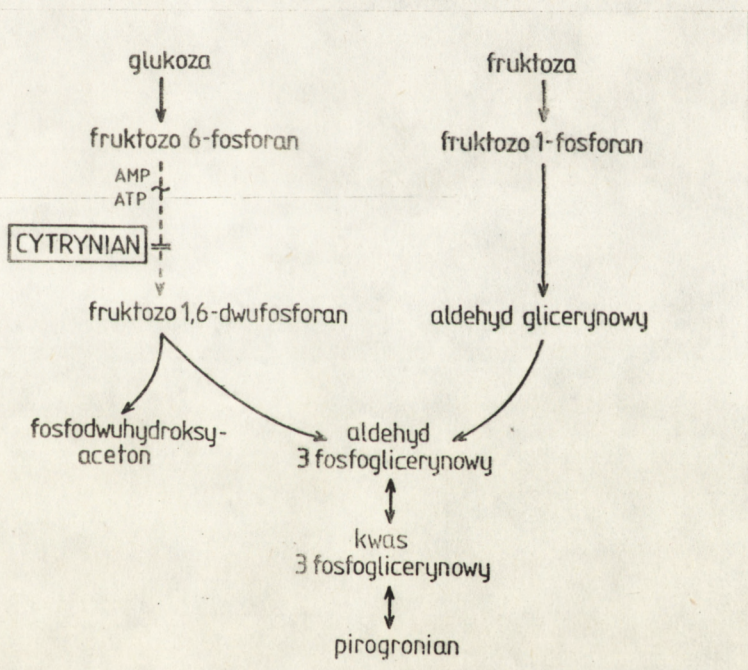 glukoza
fruktoza
fruktozo 6-fosforan
fruktozo 1-fosforan
AMP
ATP
CYTRYNIAN
fruktozo 1,6-dwufosforan
aldehyd glicerynowy
fosfodwuhydroksy-
aceton
aldehyd
3 fosfoglicerynowy
kwas
3 fosfoglicerynowy
pirogronian